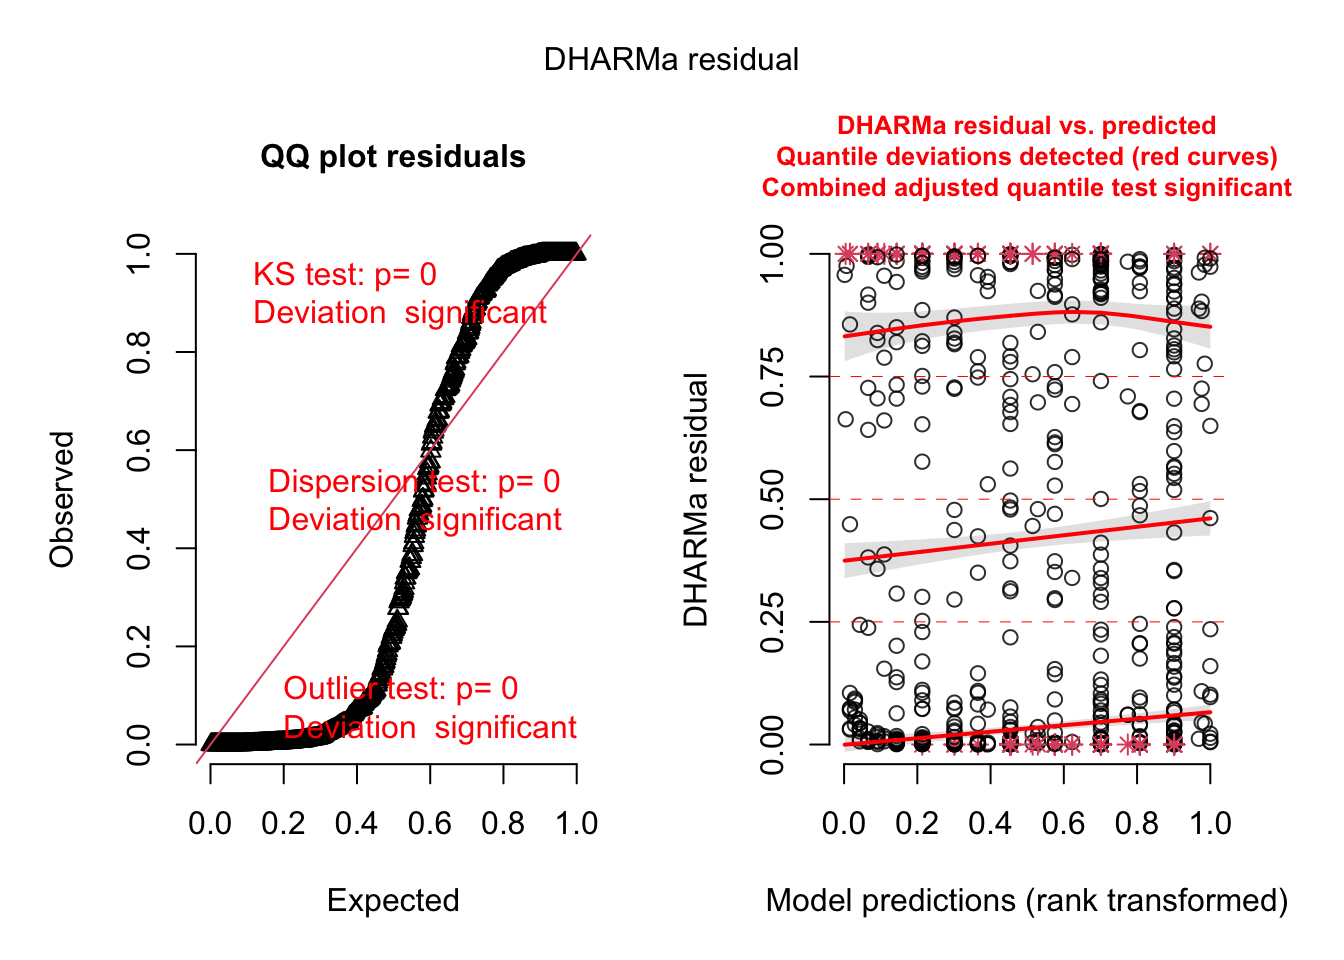 DHARMa residual
QQ plot residuals
KS test: p= 0
Deviation  significant
Dispersion test: p= 0
Deviation  significant
Outlier test: p= 0
Deviation  significant
Observed
0.0
0.2
0.4
0.6
0.8
1.0
0.0 0.2 0.4 0.6 0.8 1.0
Expected
DHARMa residual vs. predicted
Quantile deviations detected (red curves)
Combined adjusted quantile test significant
DHARMa residual
0.00
0.25
0.50
0.75
1.00
0.0 0.2 0.4 0.6 0.8 1.0
Model predictions (rank transformed)